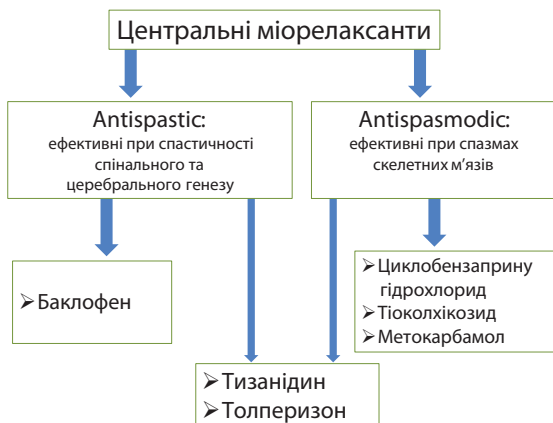 Центральні міорелаксанти
Antispastic:
ефективні при спастичності
спінального та
церебрального генезу
Antispasmodic:
ефективні при спазмах
скелетних м’язів
➢ Баклофен
➢ Циклобензаприну
гідрохлорид
➢ Тіоколхікозид
➢ Метокарбамол
➢ Тизанідин
➢ Толперизон